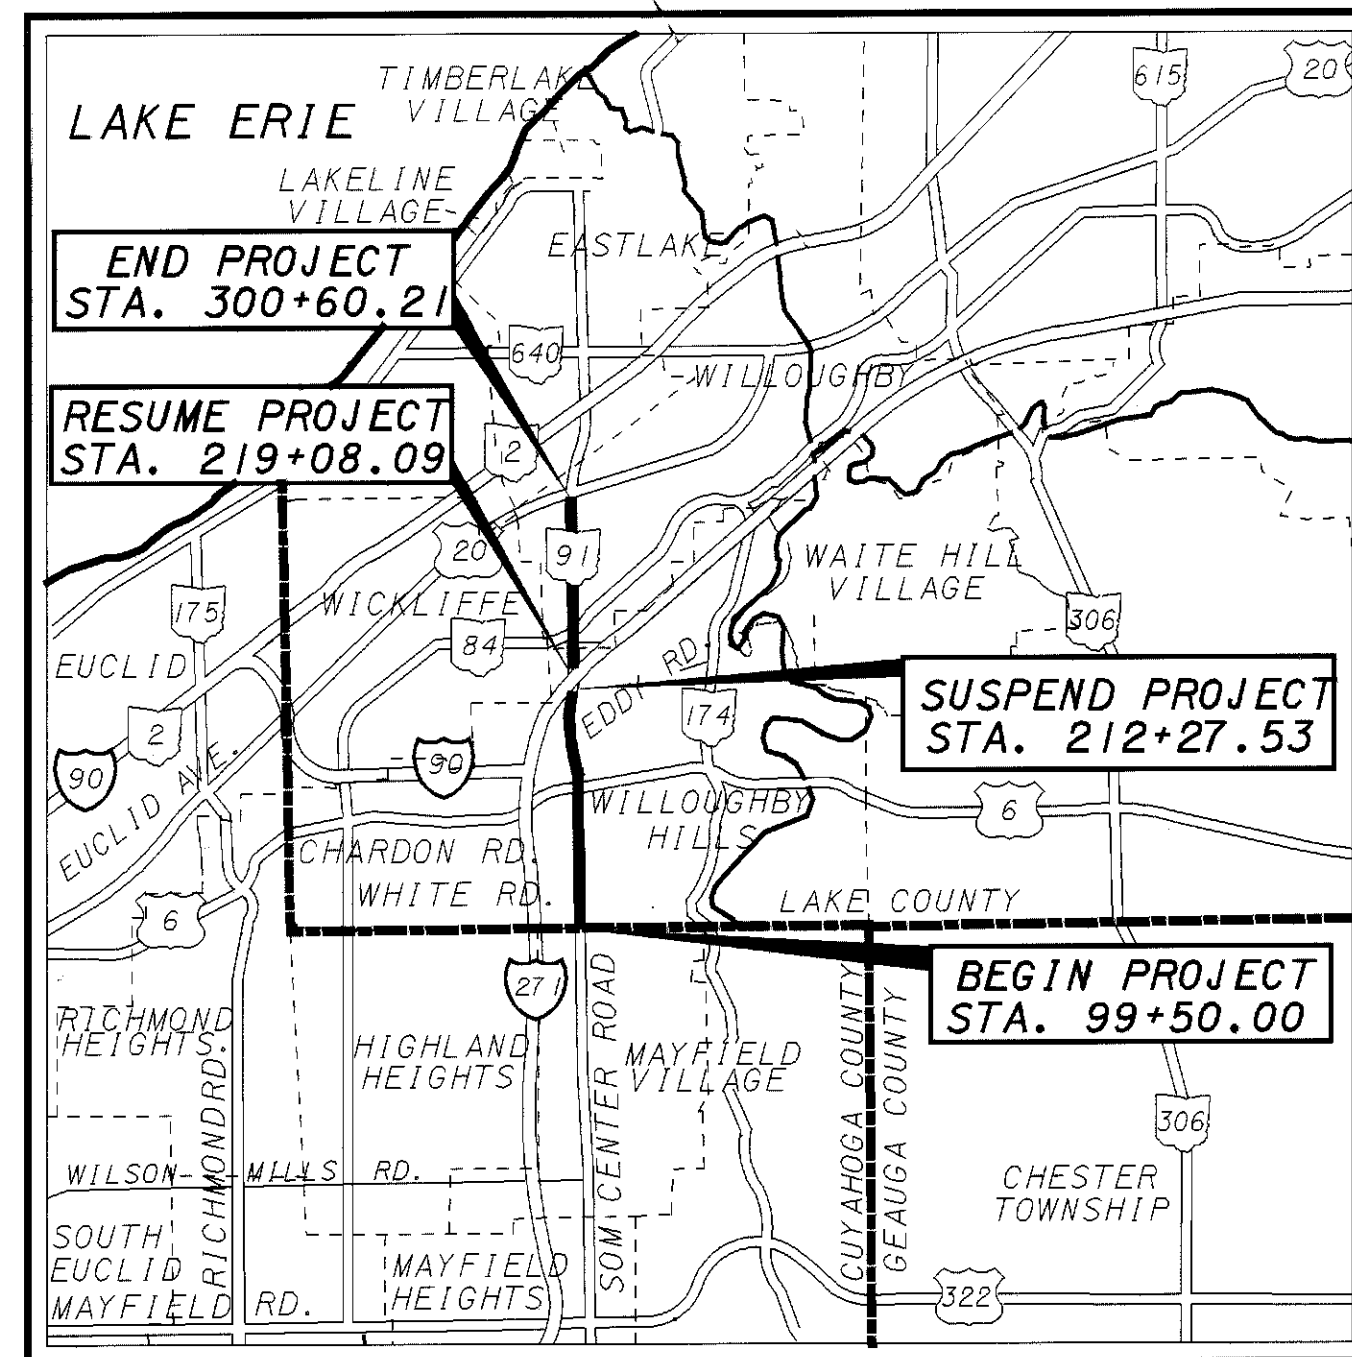 LAKE ERIE
TIMBERLAKE
VILLAGE
615
20
LAKELINE
VILLAGE
EASTLAKE
END PROJECT
STA. 300+60.21
640
WILLOUGHBY
RESUME PROJECT
STA. 219+08.09
2
20
91
175
WICKLIFFE
84
WAITE HILL
VILLAGE
306
EUCLID
2
90
EUCLID AVE.
90
EDDY RD.
174
SUSPEND PROJECT
STA. 212+27.53
6
WILLOUGHBY
HILLS
CHARDON RD.
WHITE RD.
6
LAKE COUNTY
BEGIN PROJECT
STA. 99+50.00
271
RICHMOND
HEIGHTS.
RICHMOND RD.
HIGHLAND
HEIGHTS
SOM CENTER ROAD
MAYFIELD
VILLAGE
CUYAHOGA COUNTY
GEAUGA COUNTY
306
WILSON MILLS RD.
CHESTER
TOWNSHIP
SOUTH
EUCLID
MAYFIELD RD.
MAYFIELD
HEIGHTS
322